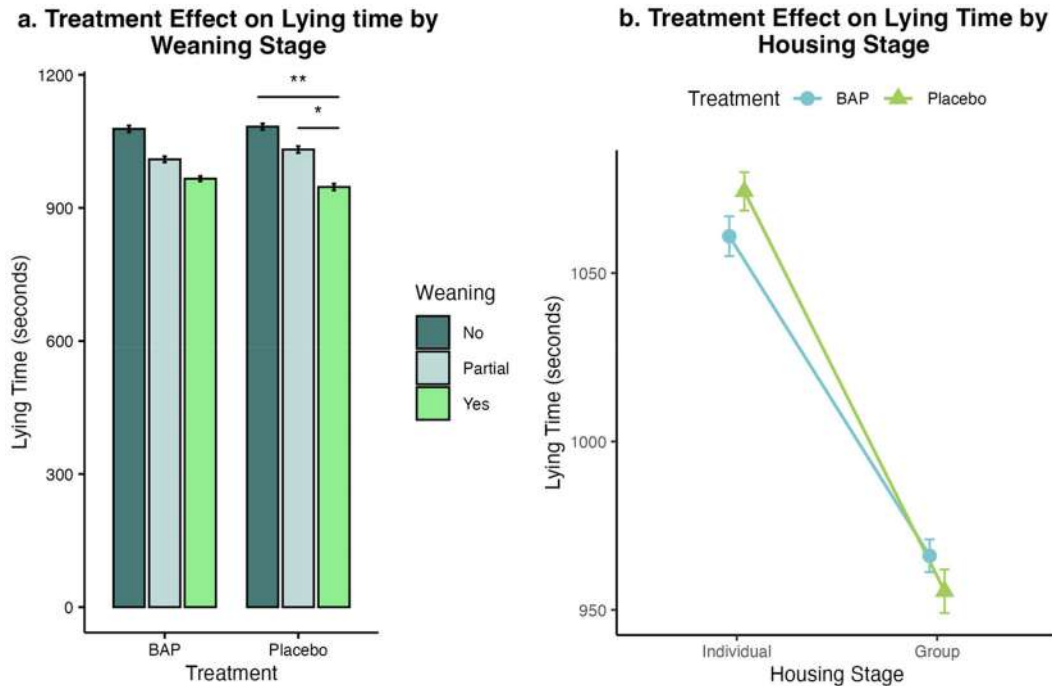 a. Treatment Effect on Lying time by
Weaning Stage
1200
900
600
300
0
**
*
Lying Time (seconds)
BAP
Placebo
Treatment
Weaning
No
Partial
Yes
b. Treatment Effect on Lying Time by
Housing Stage
Treatment
BAP
Placebo
1050
1000
950
Lying Time (seconds)
Individual
Group
Housing Stage